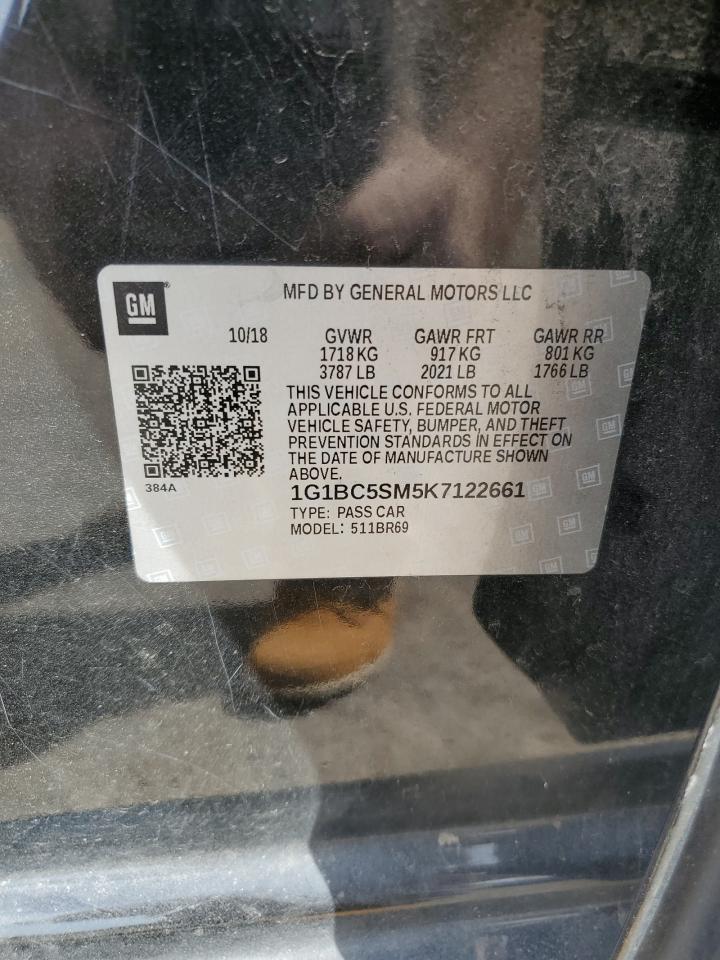 GM
MFD BY GENERAL MOTORS LLC
10/18 GVWR GAWR FRT GAWR RR
1718 KG 917 KG 801 KG
3787 LB 2021 LB 1766 LB
THIS VEHICLE CONFORMS TO ALL
APPLICABLE U.S. FEDERAL MOTOR
VEHICLE SAFETY, BUMPER, AND THEFT
PREVENTION STANDARDS IN EFFECT ON
THE DATE OF MANUFACTURE SHOWN
ABOVE.
384A
1G1BC5SM5K7122661
TYPE: PASS CAR
MODEL: 511BR69